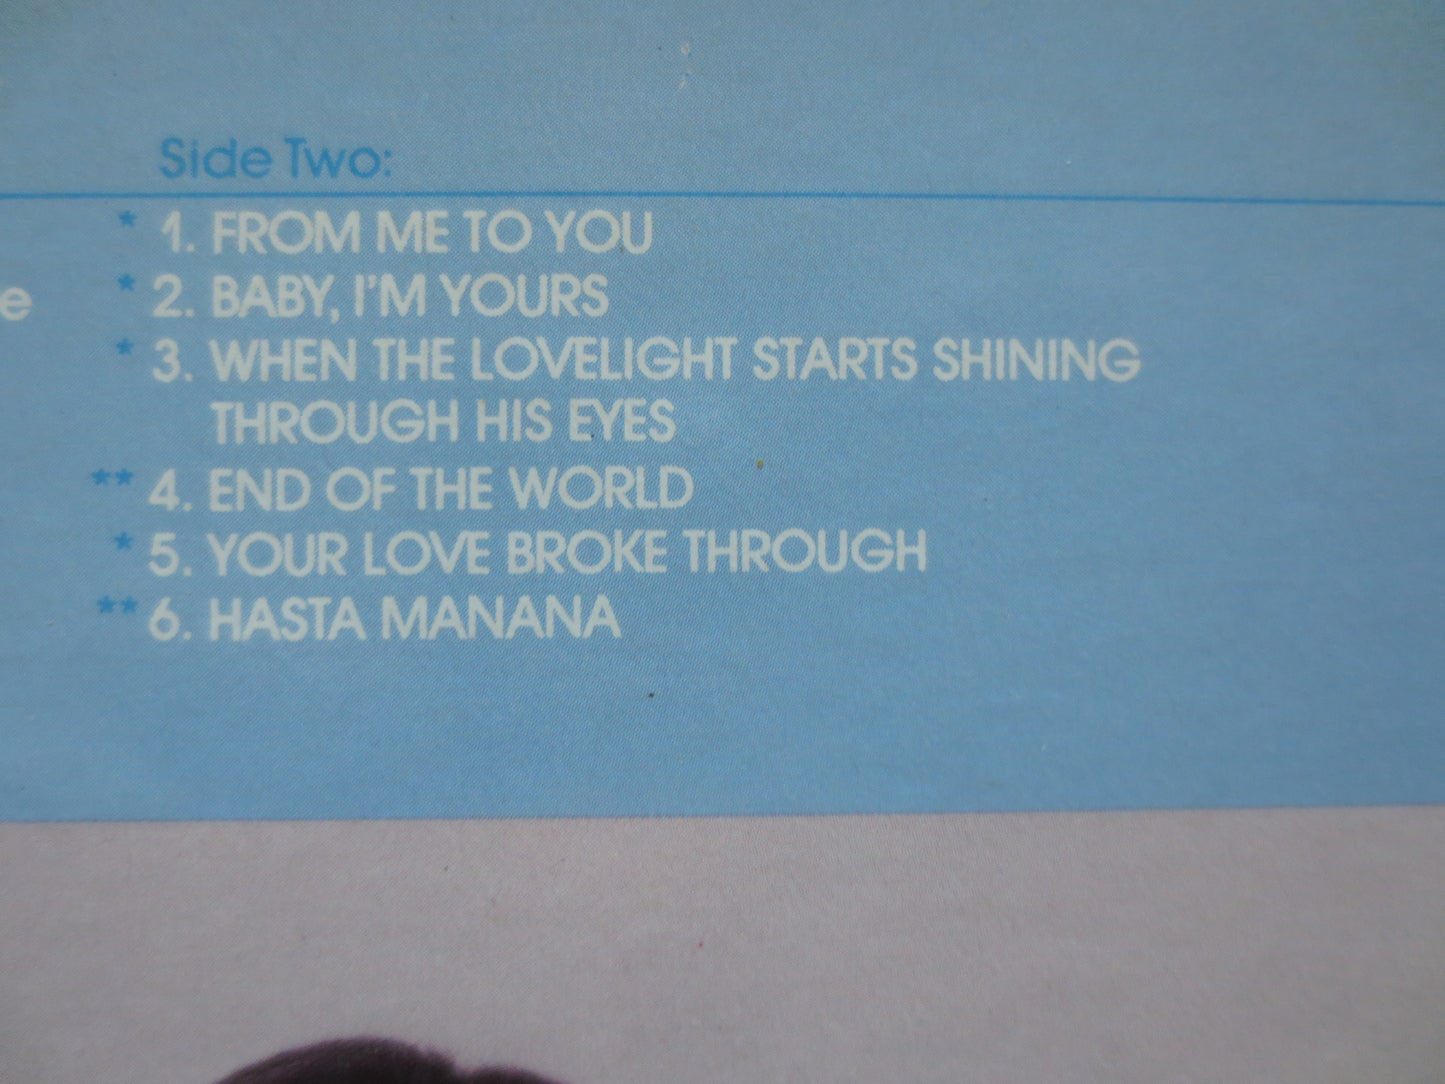 Side Two:
* 1. FROM ME TO YOU
e
* 2. BABY, I'M YOURS
* 3. WHEN THE LOVELIGHT STARTS SHINING
THROUGH HIS EYES
** 4. END OF THE WORLD
* 5. YOUR LOVE BROKE THROUGH
** 6. HASTA MANANA